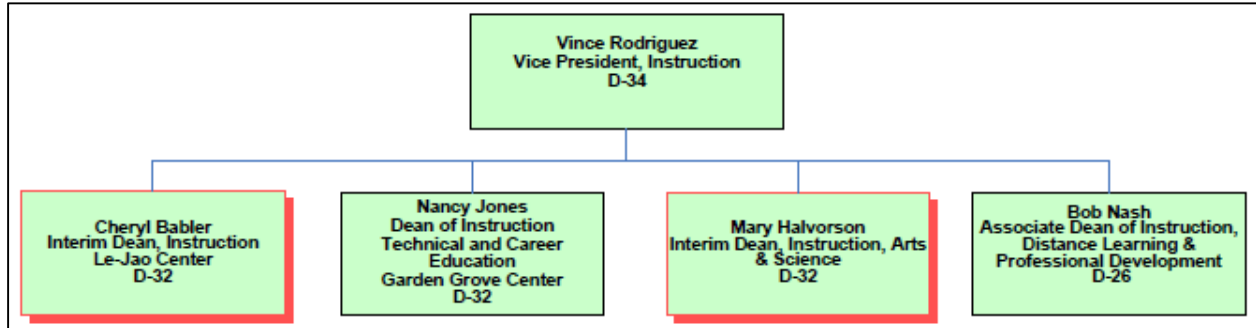 Vince Rodriguez
Vice President, Instruction
D-34
Cheryl Babler
Interim Dean, Instruction
Le-Jao Center
D-32
Nancy Jones
Dean of Instruction
Technical and Career
Education
Garden Grove Center
D-32
Mary Halvorson
Interim Dean, Instruction, Arts
& Science
D-32
Bob Nash
Associate Dean of Instruction,
Distance Learning &
Professional Development
D-26